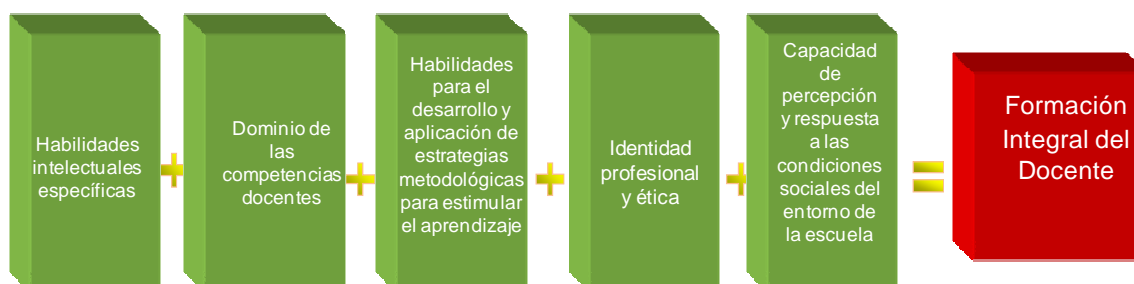 Habilidades
intelectuales
específicas
+
Dominio de
las
competencias
docentes
+
Habilidades
para el
desarrollo y
aplicación de
estrategias
metodológicas
para estimular
el aprendizaje
+
Identidad
profesional
y ética
+
Capacidad
de
percepción
y respuesta
a las
condiciones
sociales del
entorno de
la escuela
=
Formación
Integral del
Docente